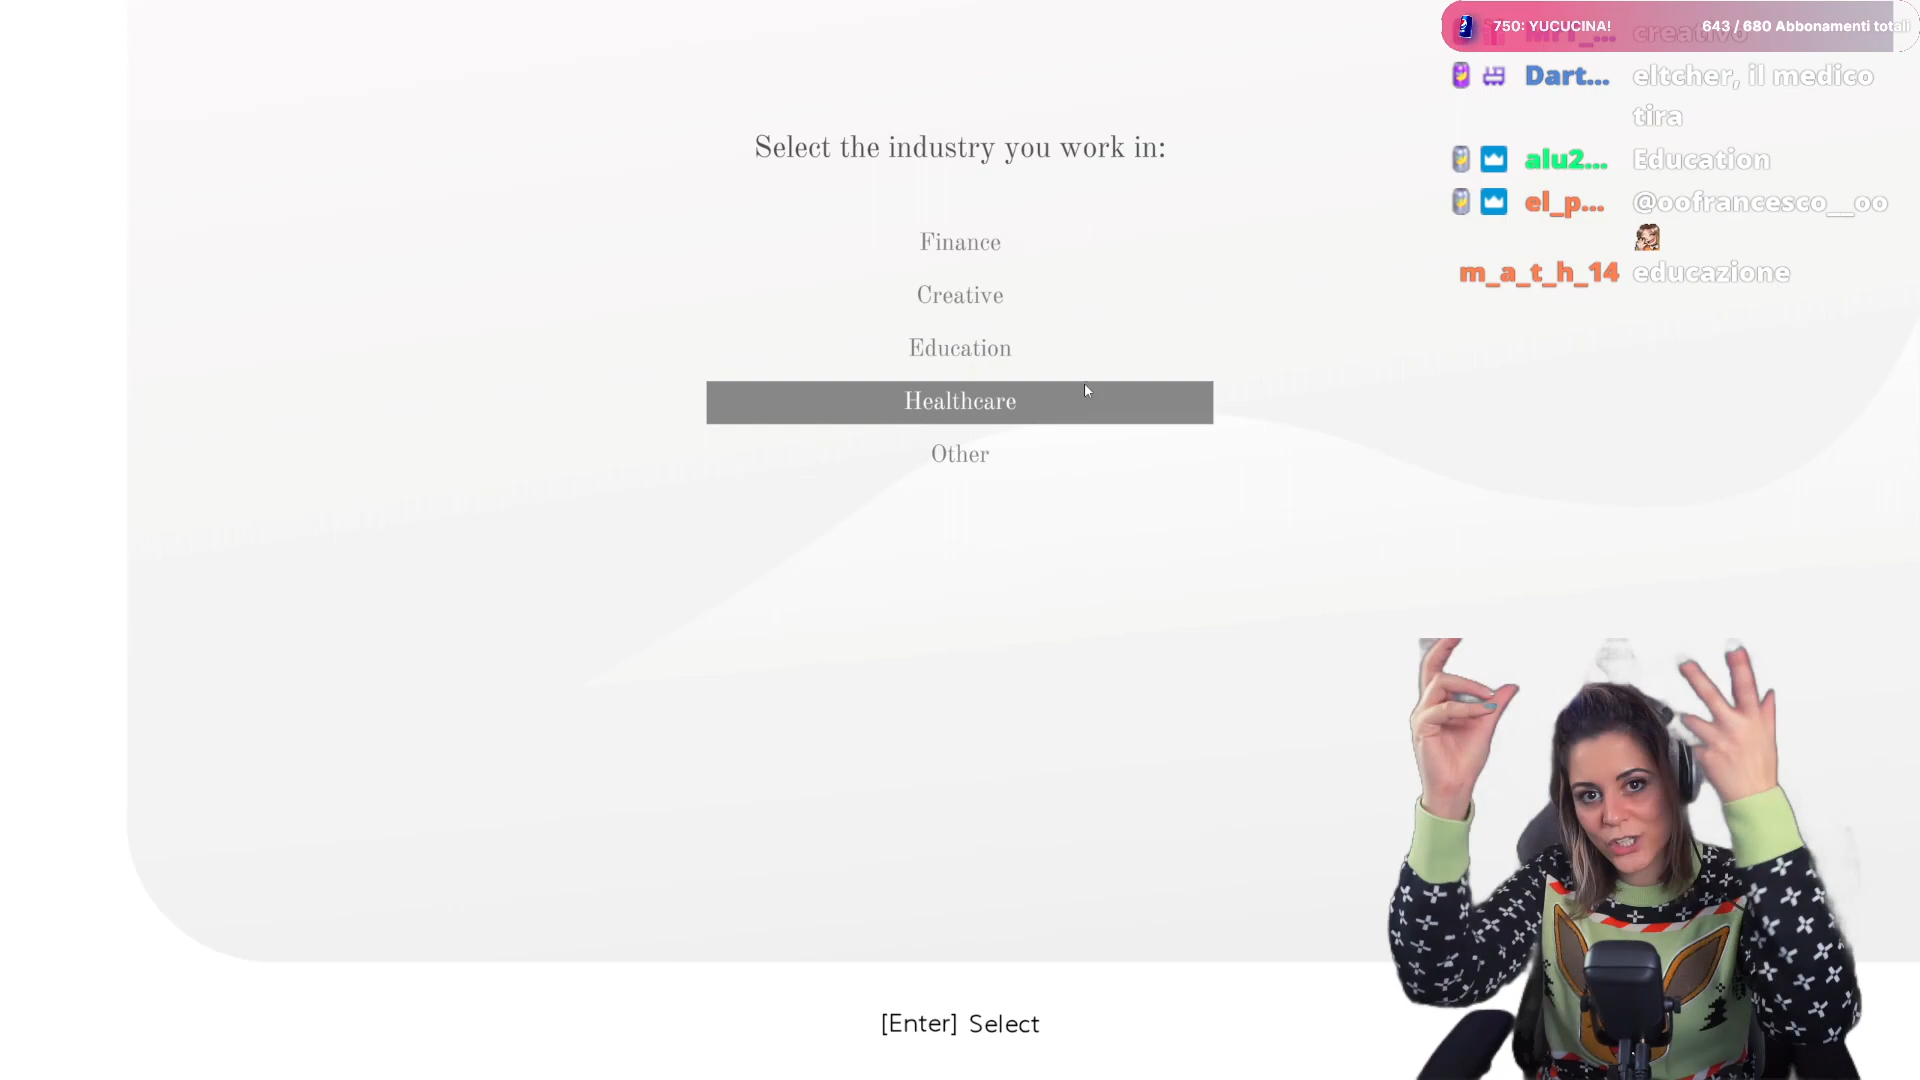 750: YUCUCINA!
643 / 680 Abbonamenti totali
creativo
Dart... eltcher, il medico
tira
alu2... Education
el_p... @oofrancesco__oo
m_a_t_h_14 educazione
Select the industry you work in:
Finance
Creative
Education
Healthcare
Other
[Enter] Select